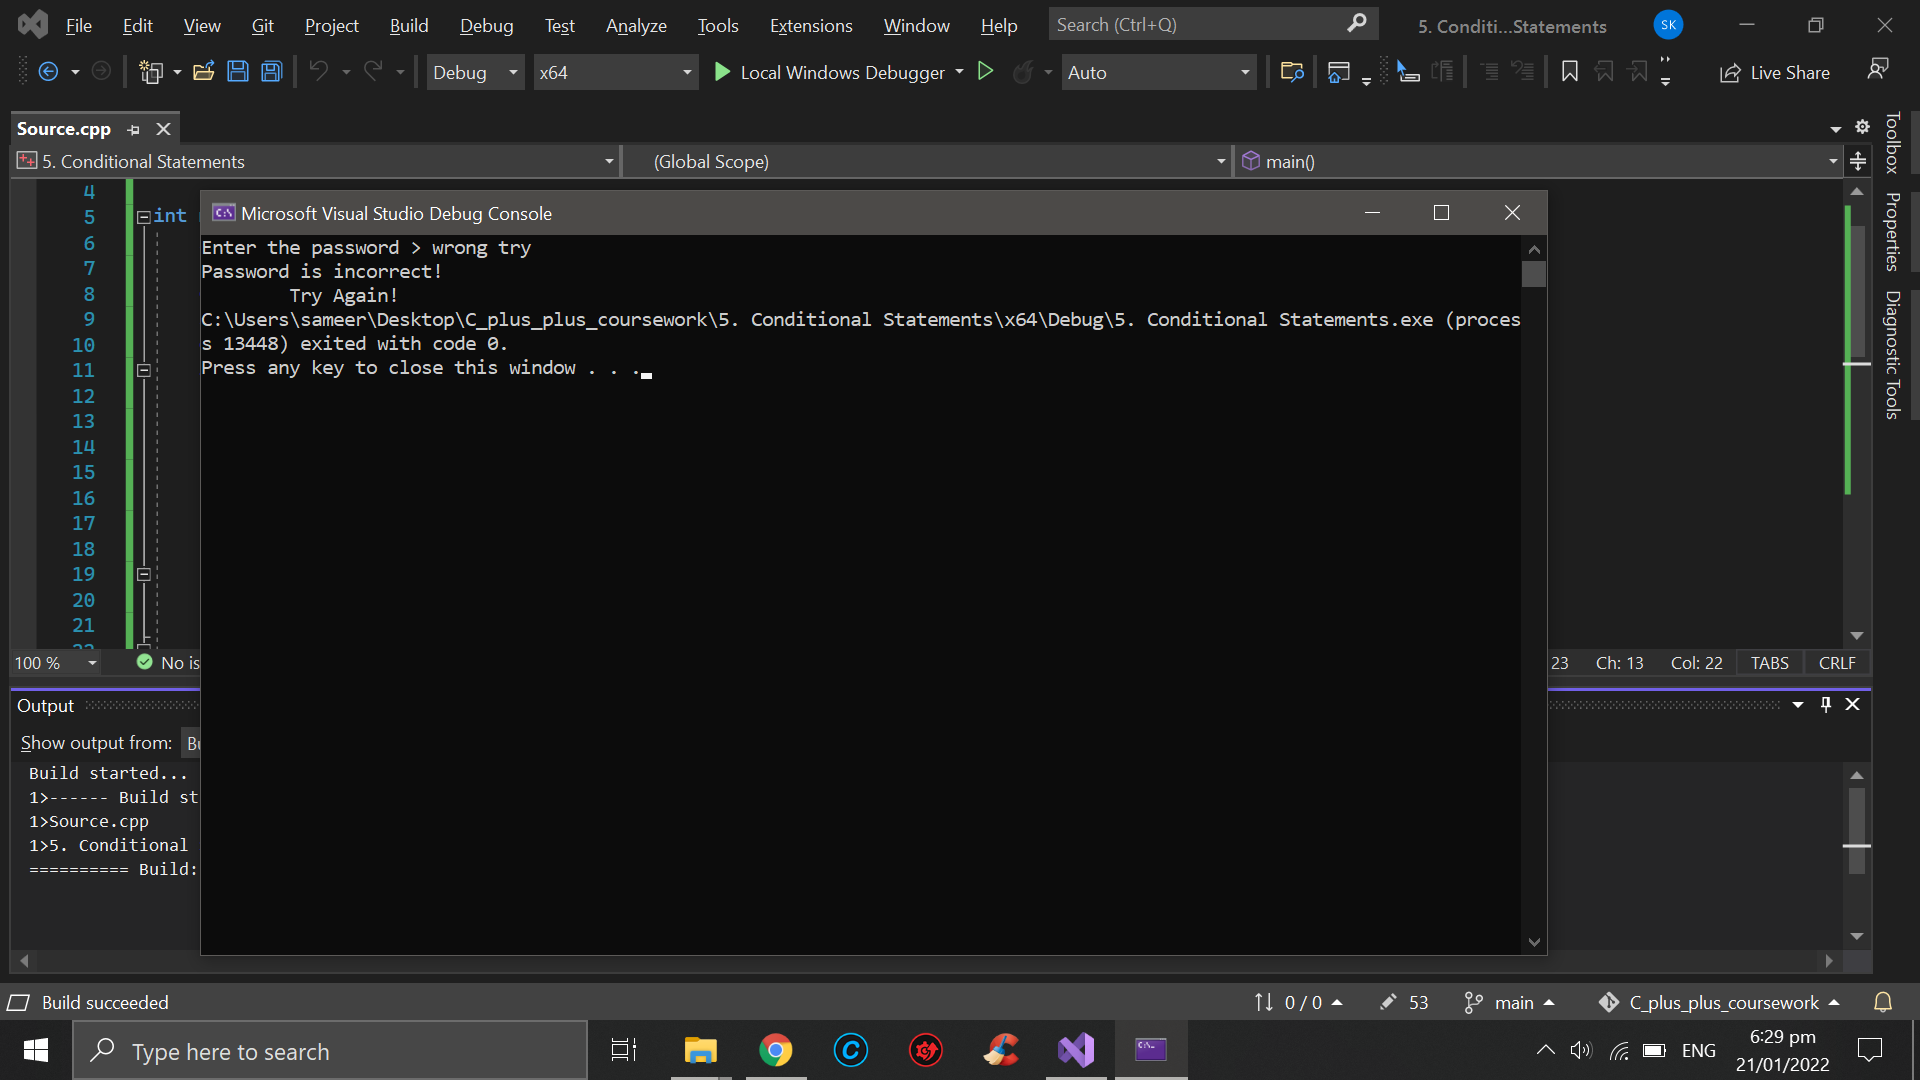 File Edit View Git Project Build Debug Test Analyze Tools Extensions Window Help Search (Ctrl+Q) 5. Conditi...Statements SK
Debug x64 Local Windows Debugger Auto Live Share
Source.cpp
5. Conditional Statements (Global Scope) main()
Toolbox
Properties
Diagnostic Tools
4
5 int
6
7
8
9
10
11
12
13
14
15
16
17
18
19
20
21
Microsoft Visual Studio Debug Console
Enter the password > wrong try
Password is incorrect!
Try Again!
C:\Users\sameer\Desktop\C_plus_plus_coursework\5. Conditional Statements\x64\Debug\5. Conditional Statements.exe (proces
s 13448) exited with code 0.
Press any key to close this window . . .
100 % No is 23 Ch: 13 Col: 22 TABS CRLF
Output
Show output from:
Build started...
1>------ Build st
1>Source.cpp
1>5. Conditional
========== Build:
Build succeeded 0 / 0 53 main C_plus_plus_coursework
Type here to search ENG 6:29 pm
21/01/2022